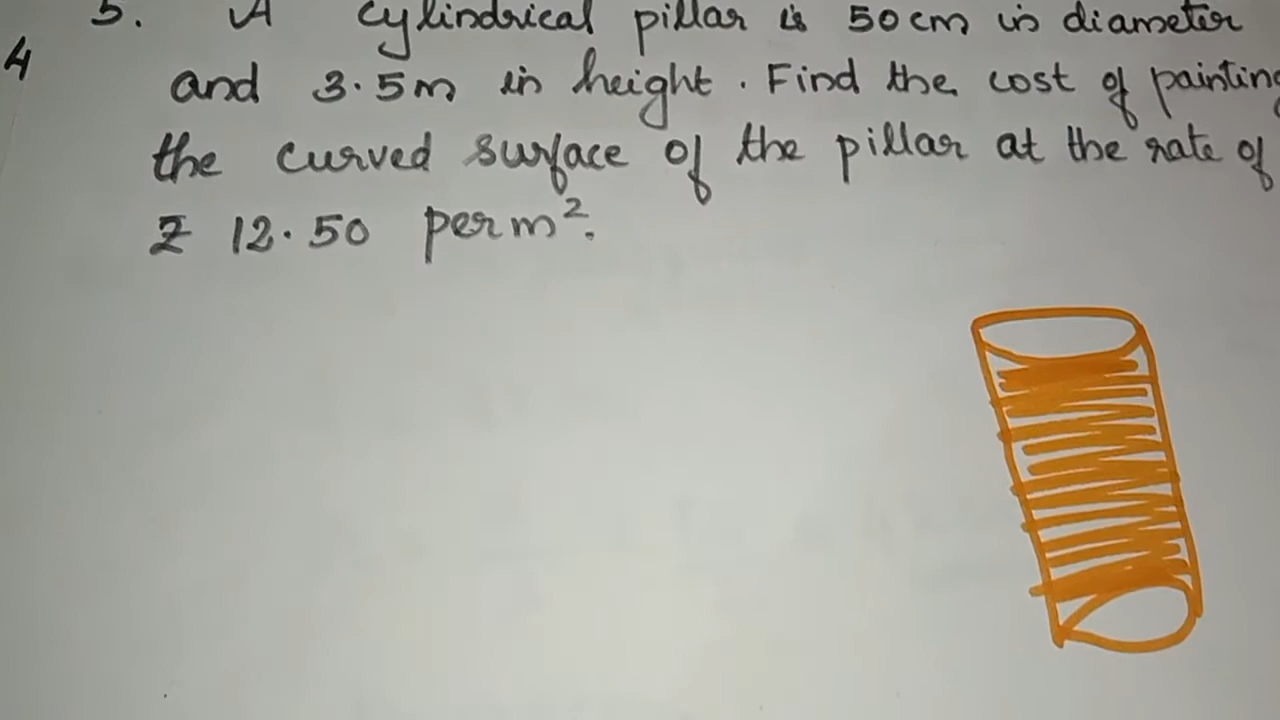 5. A cylindrical pillar is 50 cm in diameter
4
and 3.5m in height. Find the cost of painting
the curved surface of the pillar at the rate of
₹ 12.50 per m².